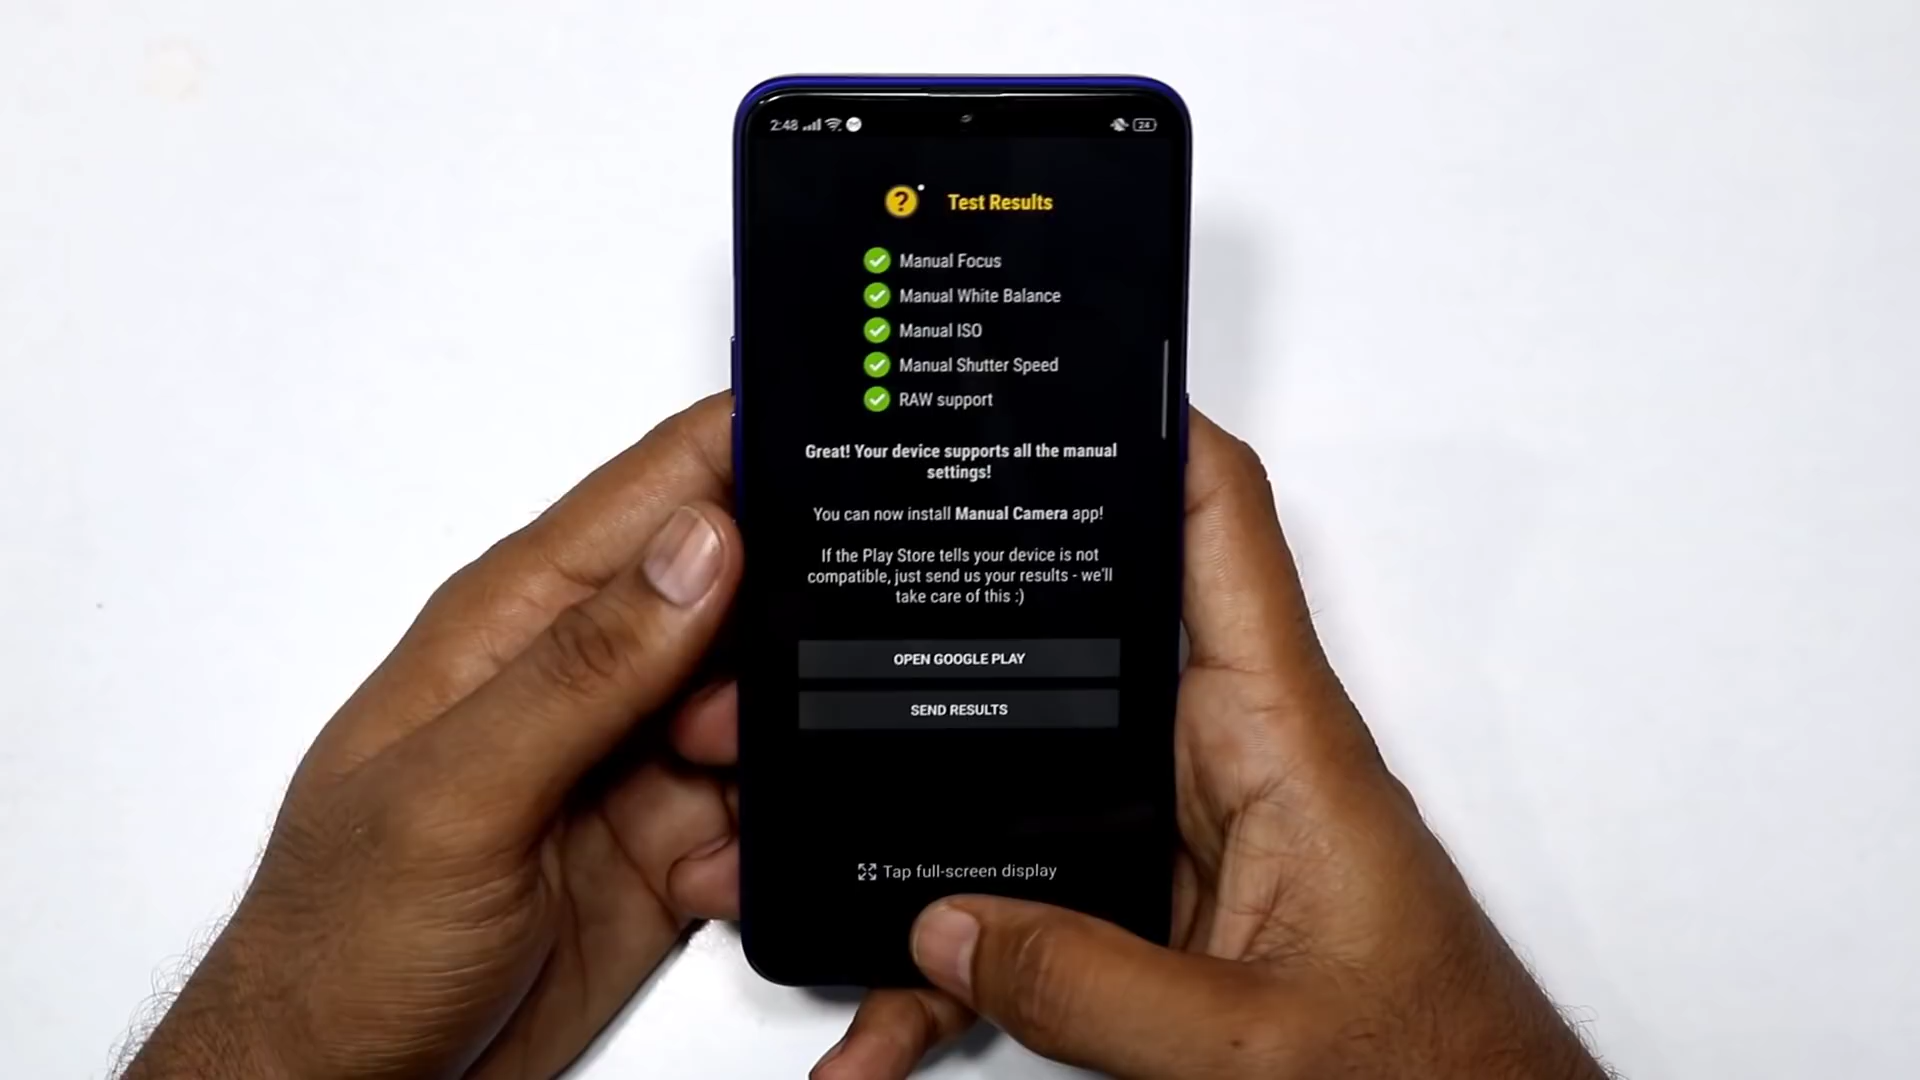 2:48
24
? Test Results
Manual Focus
Manual White Balance
Manual ISO
Manual Shutter Speed
RAW support
Great! Your device supports all the manual
settings!
You can now install Manual Camera app!
If the Play Store tells your device is not
compatible, just send us your results - we'll
take care of this :)
OPEN GOOGLE PLAY
SEND RESULTS
Tap full-screen display